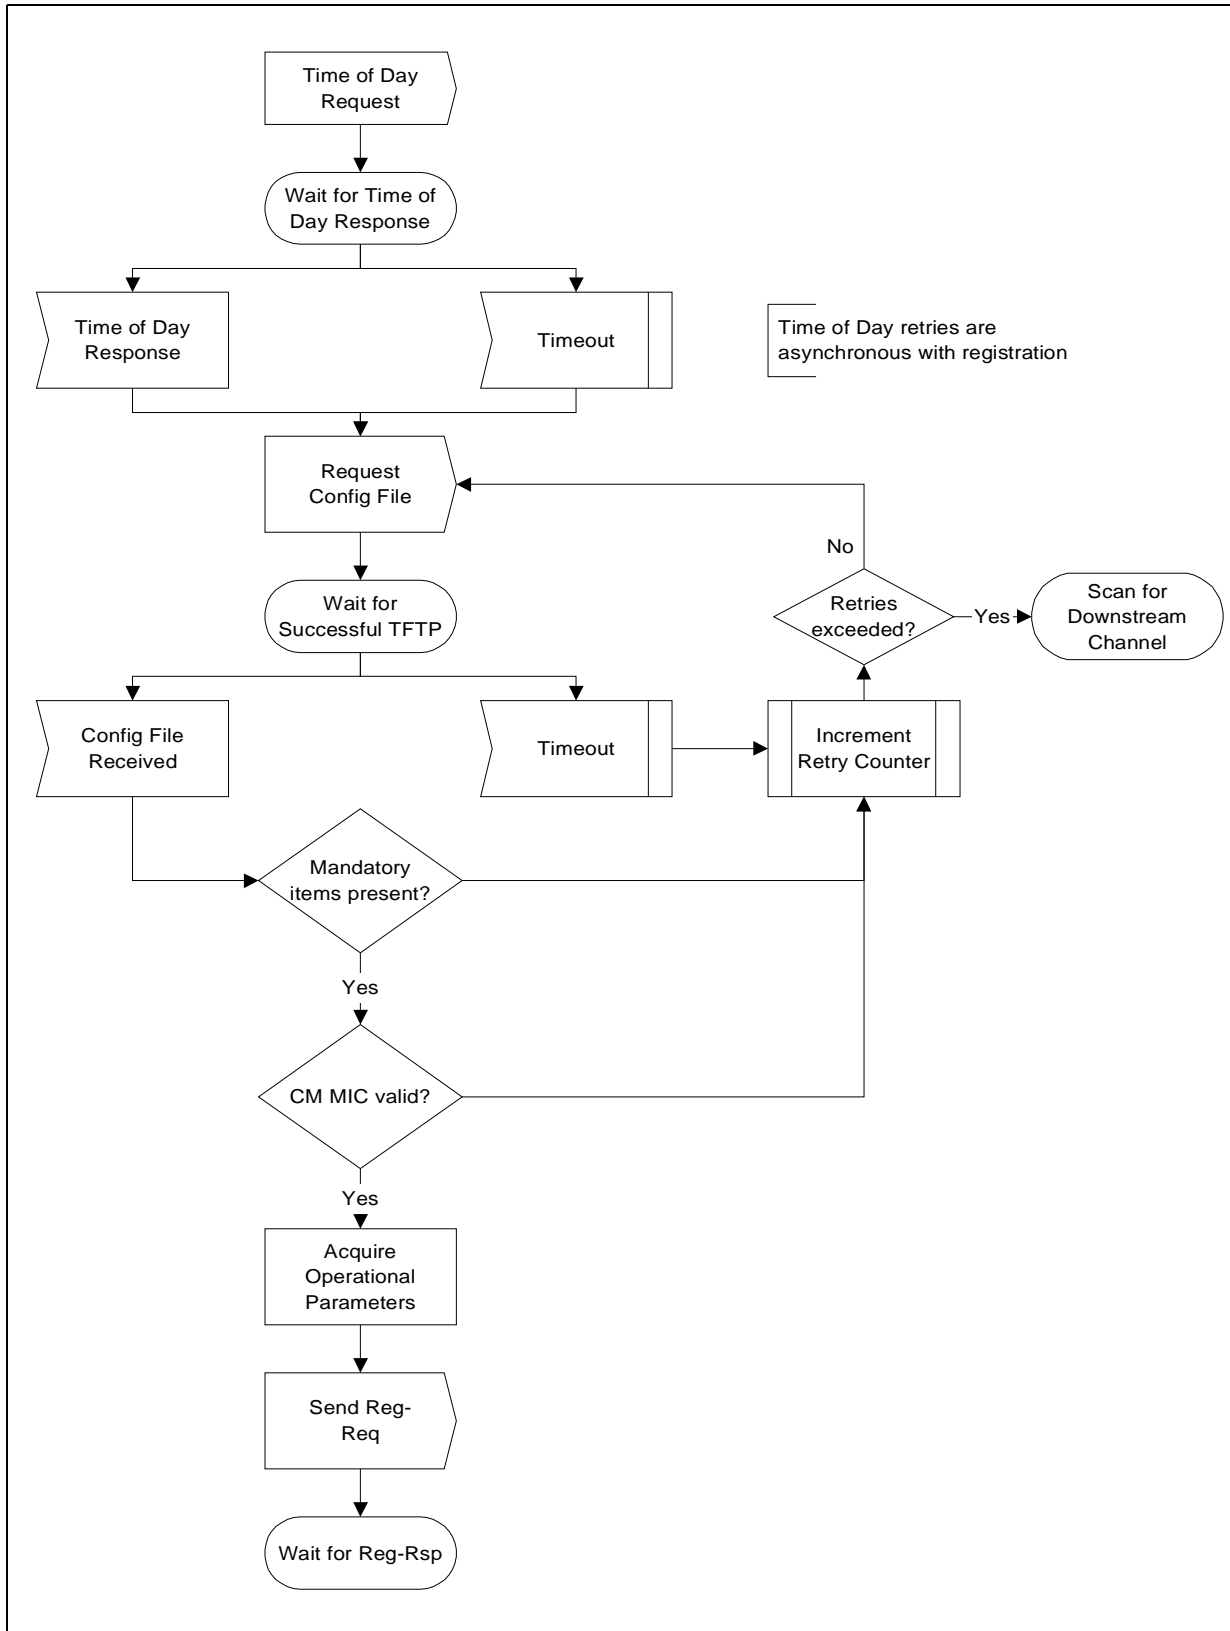 Time of Day
Request
Wait for Time of
Day Response
Time of Day
Response
Timeout
Time of Day retries are
asynchronous with registration
Request
Config File
No
Wait for
Successful TFTP
Retries
exceeded?
Yes
Scan for
Downstream
Channel
Config File
Received
Timeout
Increment
Retry Counter
Mandatory
items present?
Yes
CM MIC valid?
Yes
Acquire
Operational
Parameters
Send Reg-
Req
Wait for Reg-Rsp